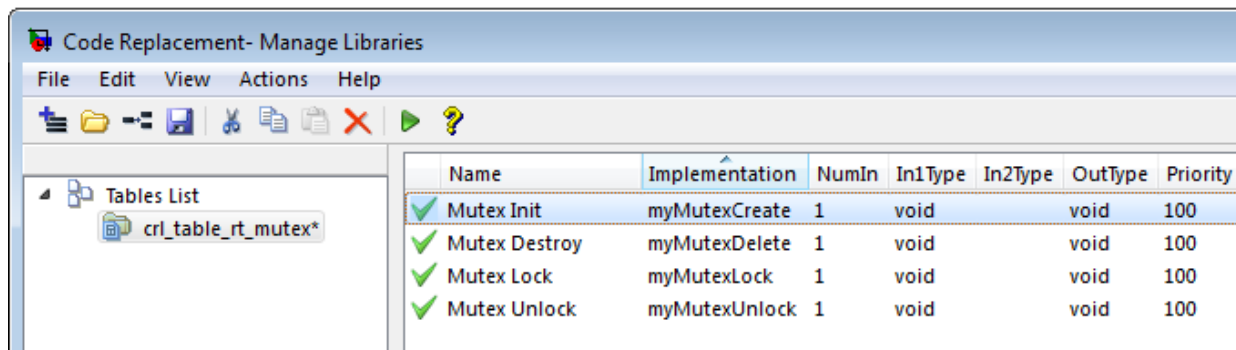 Code Replacement- Manage Libraries
File Edit View Actions Help
Tables List
crl_table_rt_mutex*
Name Implementation NumIn In1Type In2Type OutType Priority
Mutex Init myMutexCreate 1 void void 100
Mutex Destroy myMutexDelete 1 void void 100
Mutex Lock myMutexLock 1 void void 100
Mutex Unlock myMutexUnlock 1 void void 100